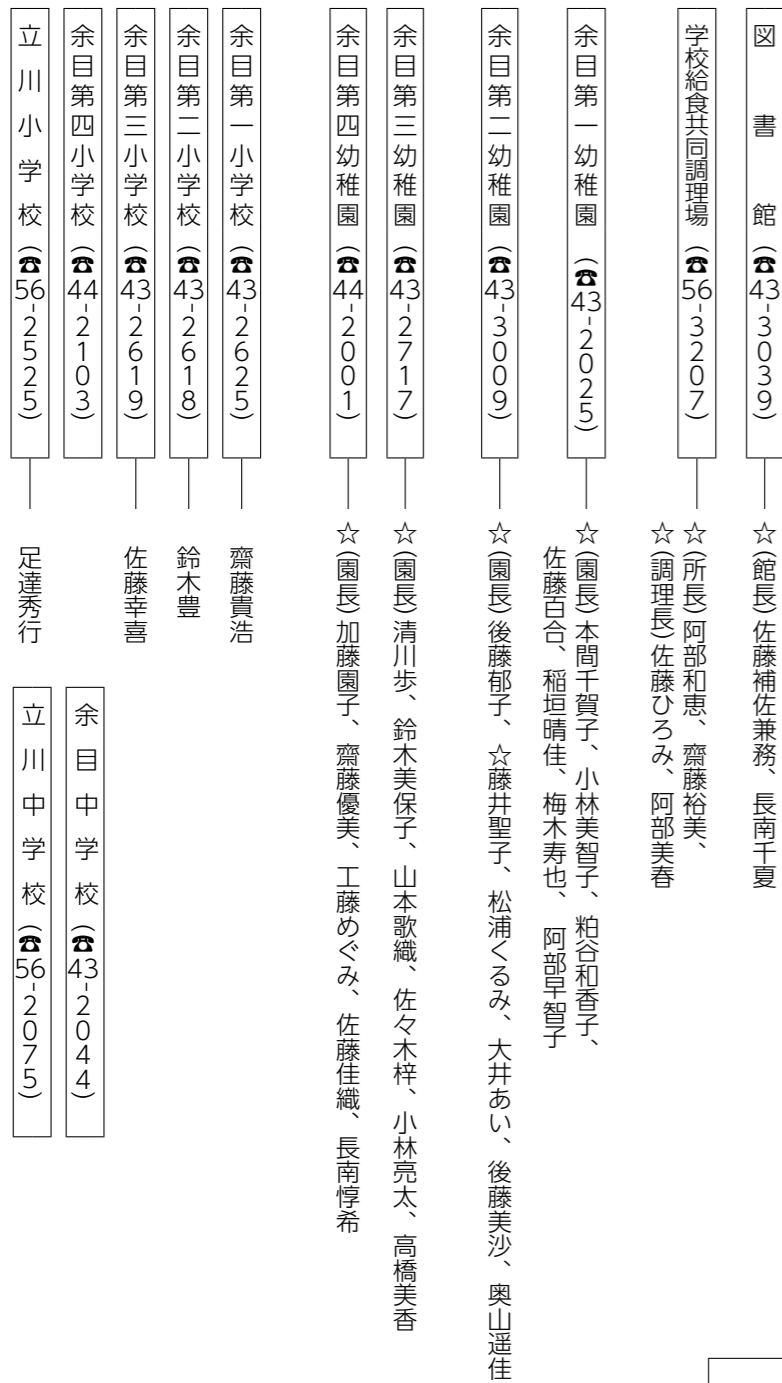 図書館(☎43-3039)
☆(館長)佐藤補佐兼務、長南千夏
学校給食共同調理場(☎56-3207)
☆(所長)阿部和恵、齋藤裕美、
☆(調理長)佐藤ひろみ、阿部美春
余目第一幼稚園(☎43-2025)
☆(園長)本間千賀子、小林美智子、粕谷和香子、
佐藤百合、稲垣晴佳、梅木寿也、阿部早智子
余目第二幼稚園(☎43-3009)
☆(園長)後藤郁子、☆藤井聖子、松浦くるみ、大井あい、後藤美沙、奥山遥佳
余目第三幼稚園(☎43-2717)
☆(園長)清川歩、鈴木美保子、山本歌織、佐々木梓、小林亮太、高橋美香
余目第四幼稚園(☎44-2001)
☆(園長)加藤園子、齋藤優美、工藤めぐみ、佐藤佳織、長南惇希
余目第一小学校(☎43-2625)
齋藤貴浩
余目第二小学校(☎43-2618)
鈴木豊
余目第三小学校(☎43-2619)
佐藤幸喜
余目第四小学校(☎44-2103)
立川小学校(☎56-2525)
足達秀行
余目中学校(☎43-2044)
立川中学校(☎56-2075)